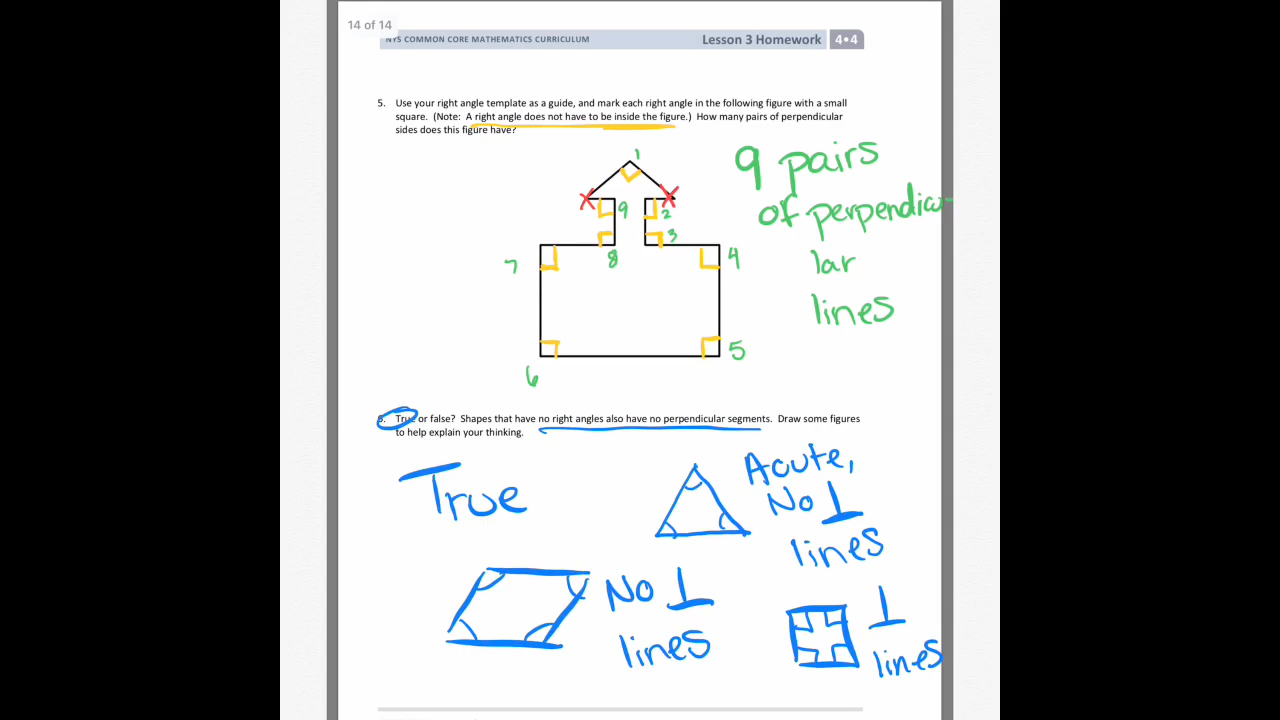 14 of 14
NYS COMMON CORE MATHEMATICS CURRICULUM Lesson 3 Homework 4•4
5. Use your right angle template as a guide, and mark each right angle in the following figure with a small
square. (Note: A right angle does not have to be inside the figure.) How many pairs of perpendicular
sides does this figure have?
1
9 pairs
of perpendicu-
lar
lines
9 2
3
7 8 4
5
6
6. True or false? Shapes that have no right angles also have no perpendicular segments. Draw some figures
to help explain your thinking.
True
Acute,
No ⊥
lines
No ⊥
lines
⊥
lines